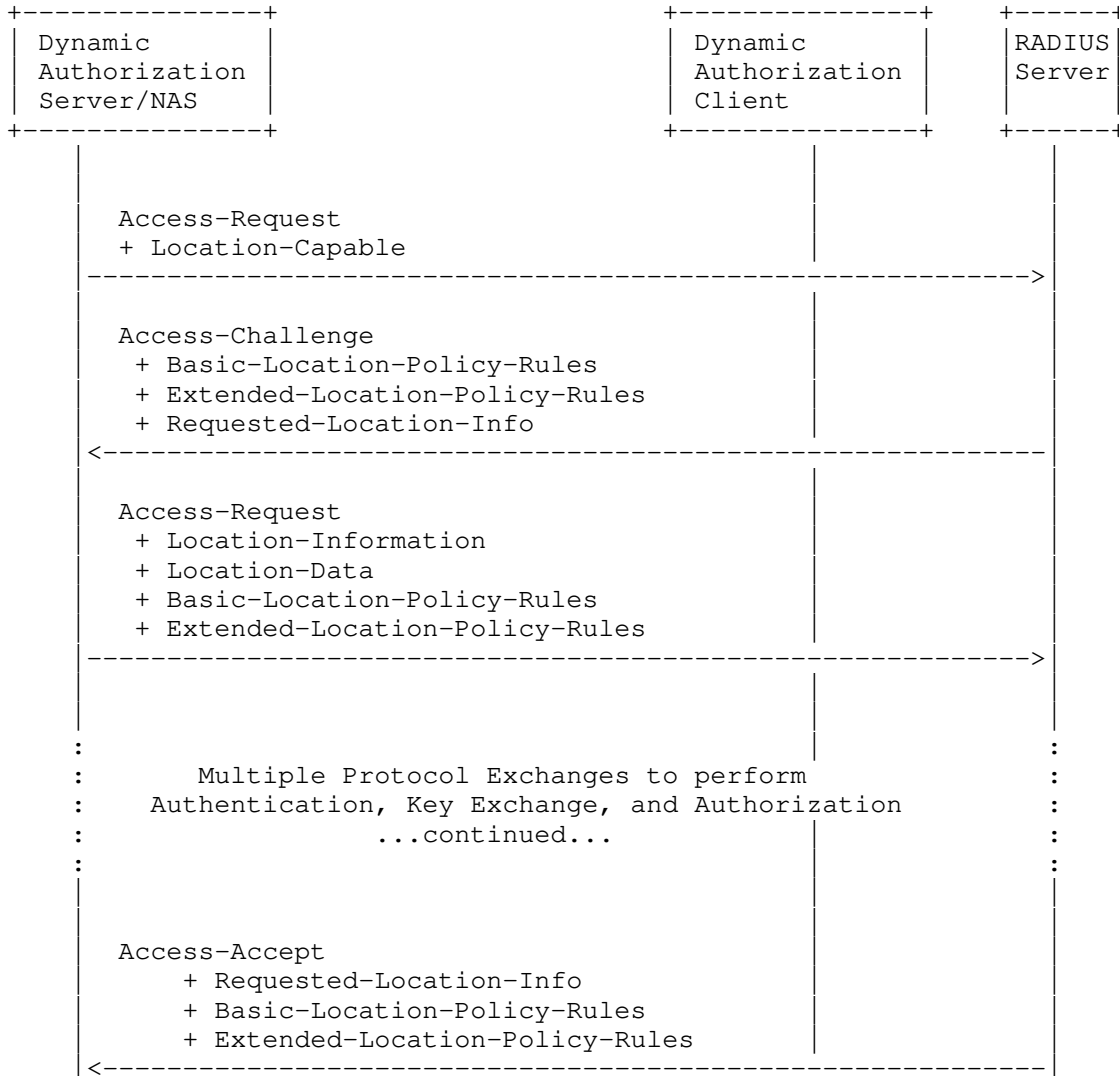 Dynamic Dynamic RADIUS
Authorization Authorization Server
Server/NAS Client
Access-Request
+ Location-Capable
Access-Challenge
+ Basic-Location-Policy-Rules
+ Extended-Location-Policy-Rules
+ Requested-Location-Info
Access-Request
+ Location-Information
+ Location-Data
+ Basic-Location-Policy-Rules
+ Extended-Location-Policy-Rules
Multiple Protocol Exchanges to perform
Authentication, Key Exchange, and Authorization
...continued...
Access-Accept
+ Requested-Location-Info
+ Basic-Location-Policy-Rules
+ Extended-Location-Policy-Rules